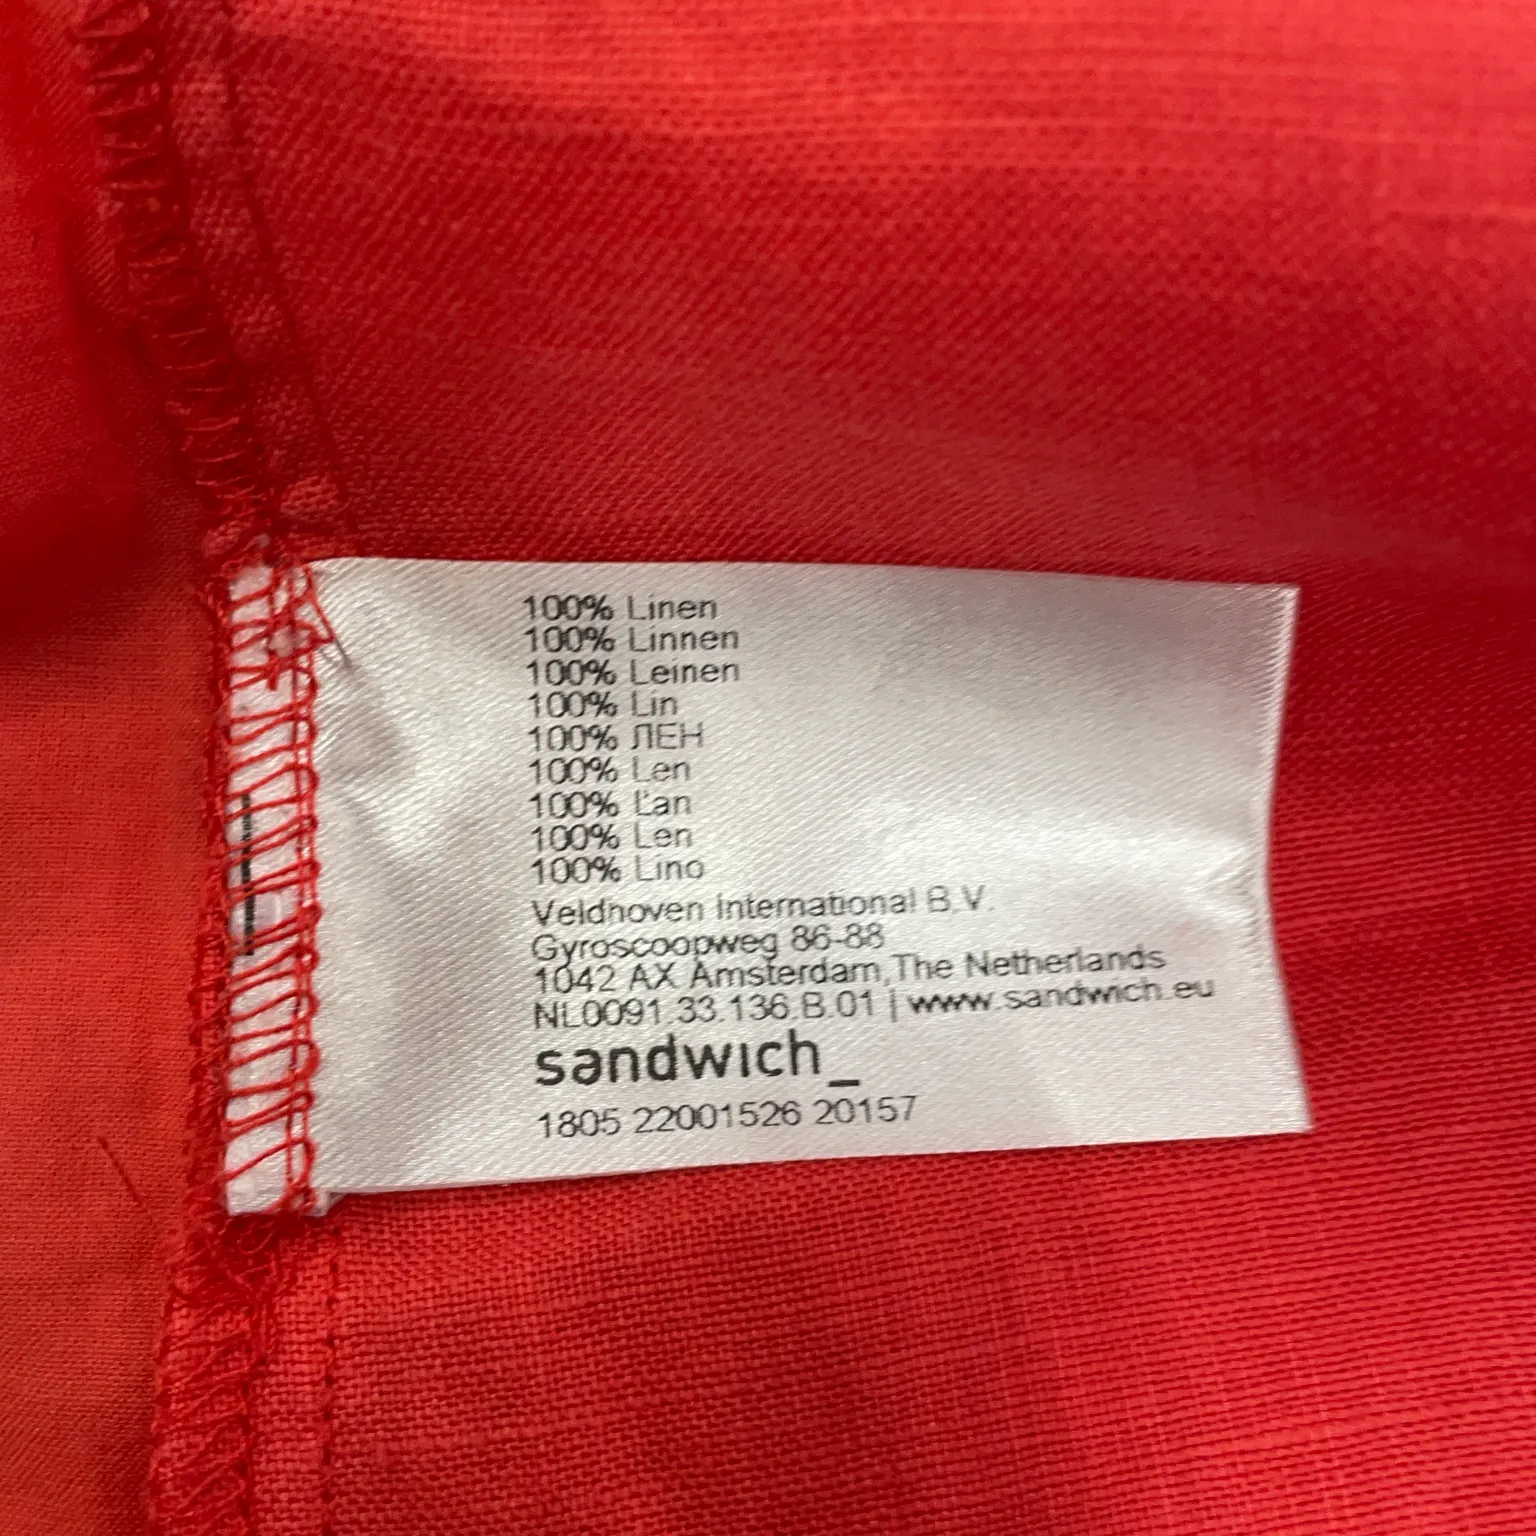 100% Linen
100% Linnen
100% Leinen
100% Lin
100% ЛЕН
100% Len
100% Ľan
100% Len
100% Lino
Veldhoven International B.V.
Gyroscoopweg 86-88
1042 AX Amsterdam,The Netherlands
NL0091.33.136.B.01 | www.sandwich.eu
sandwich_
1805 22001526 20157